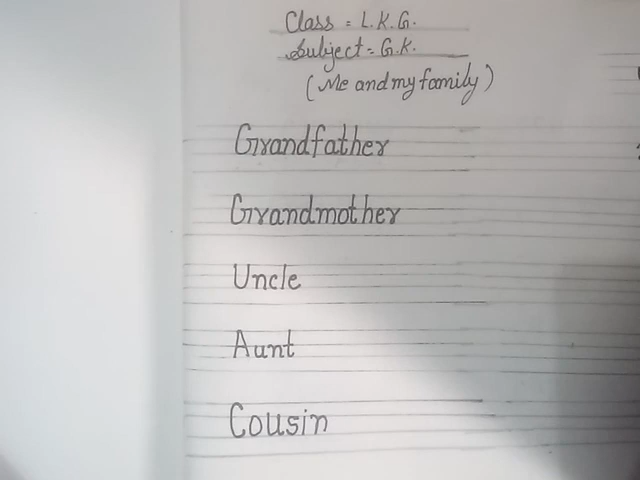 Class = L.K.G.
Subject = G.K.
(Me and my family)
Grandfather
Grandmother
Uncle
Aunt
Cousin